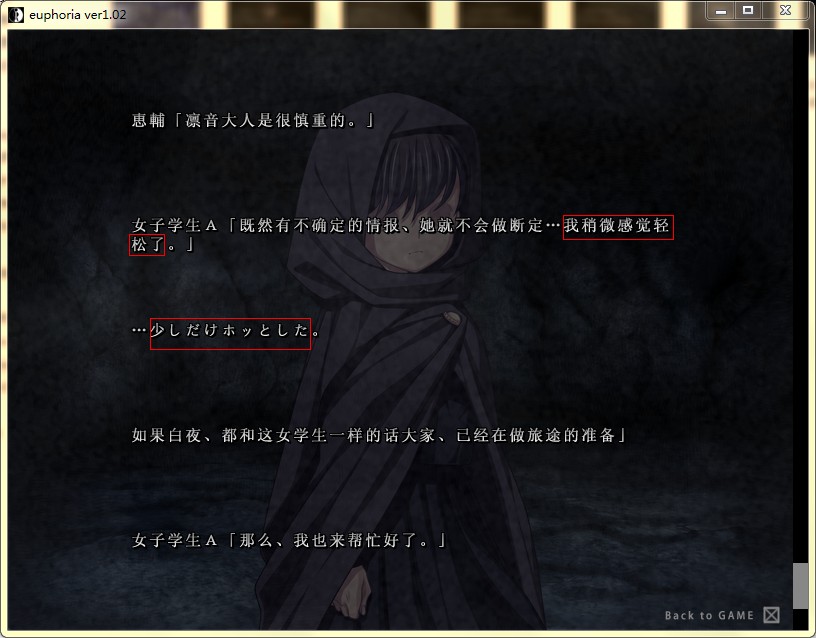 euphoria ver1.02
惠輔「凛音大人是很慎重的。」
女子学生Ａ「既然有不确定的情报、她就不会做断定…我稍微感觉轻
松了。」
…少しだけホッとした。
如果白夜、都和这女学生一样的话大家、已经在做旅途的准备」
女子学生Ａ「那么、我也来帮忙好了。」
Back to GAME